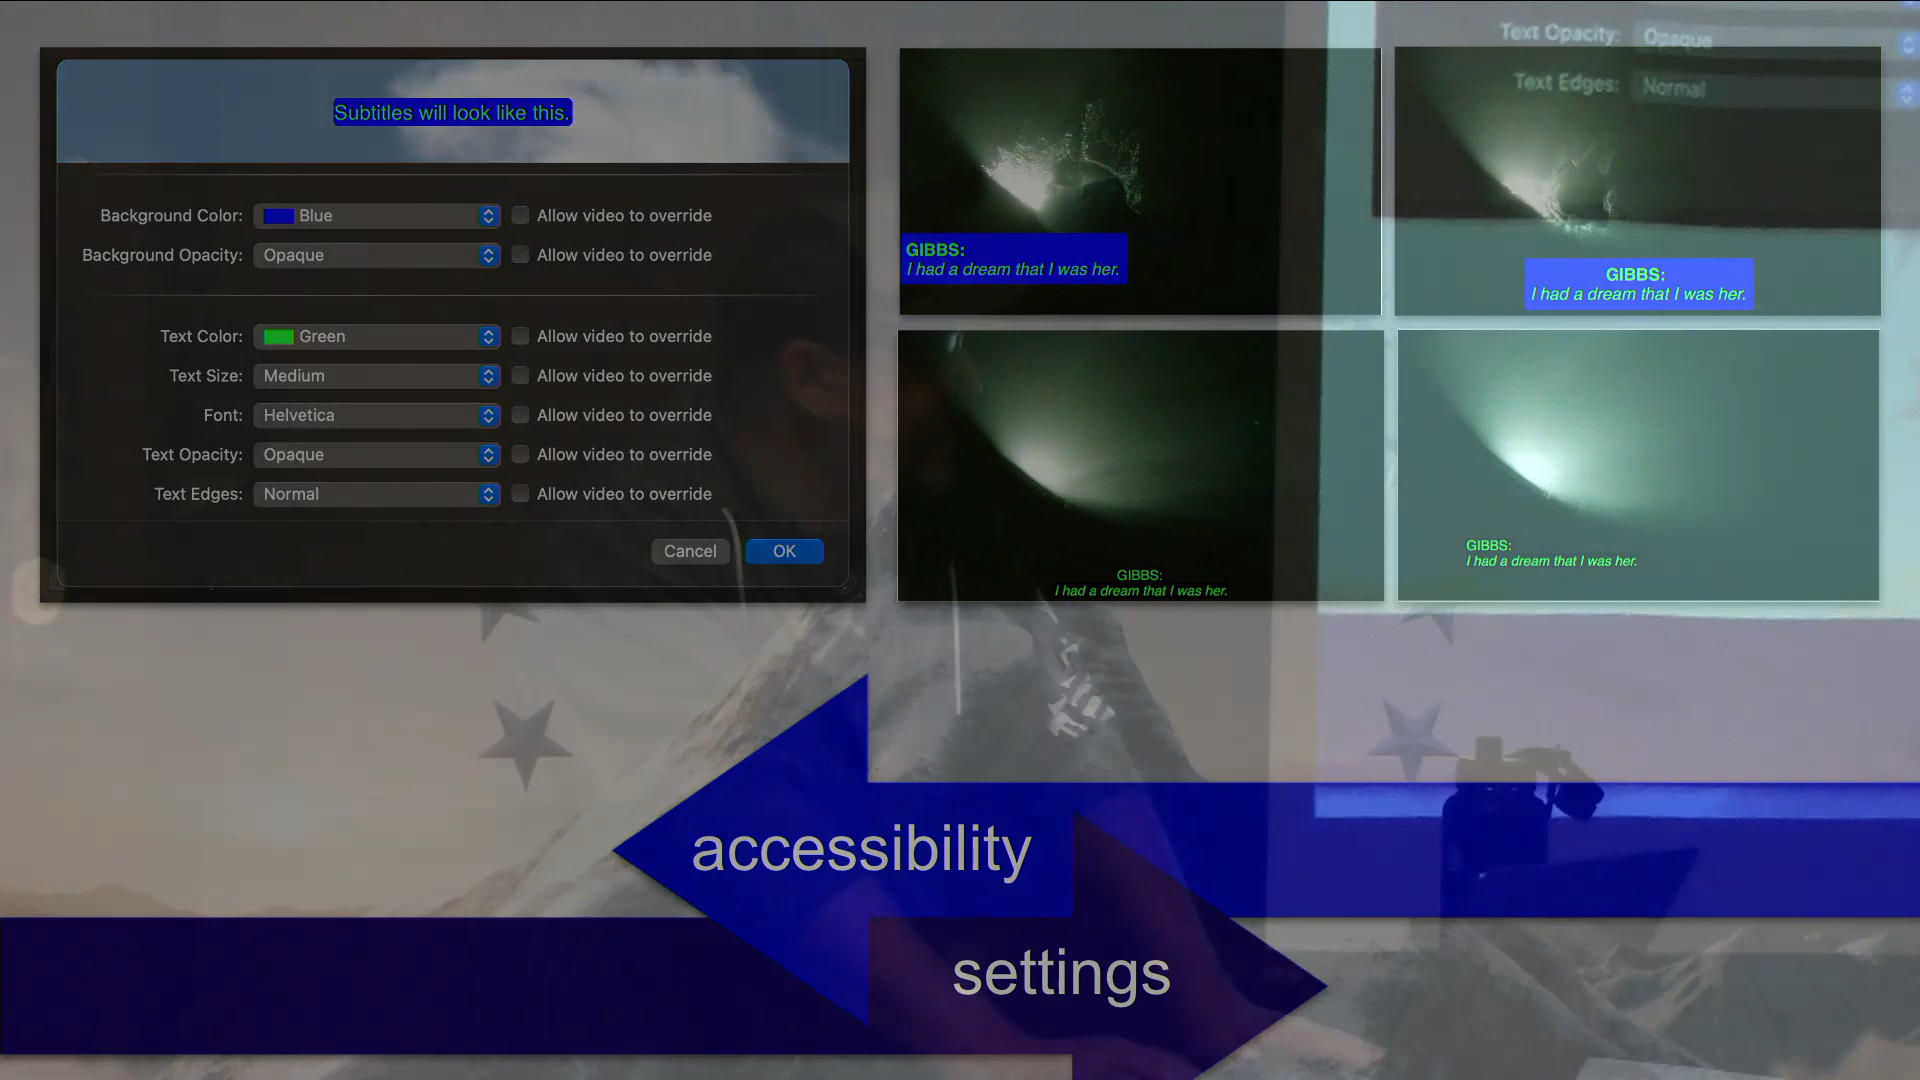 Subtitles will look like this.
Background Color: Blue Allow video to override
Background Opacity: Opaque Allow video to override
Text Color: Green Allow video to override
Text Size: Medium Allow video to override
Font: Helvetica Allow video to override
Text Opacity: Opaque Allow video to override
Text Edges: Normal Allow video to override
Cancel OK
GIBBS:
I had a dream that I was her.
Text Opacity: Opaque
Text Edges: Normal
GIBBS:
I had a dream that I was her.
GIBBS:
I had a dream that I was her.
GIBBS:
I had a dream that I was her.
accessibility
settings